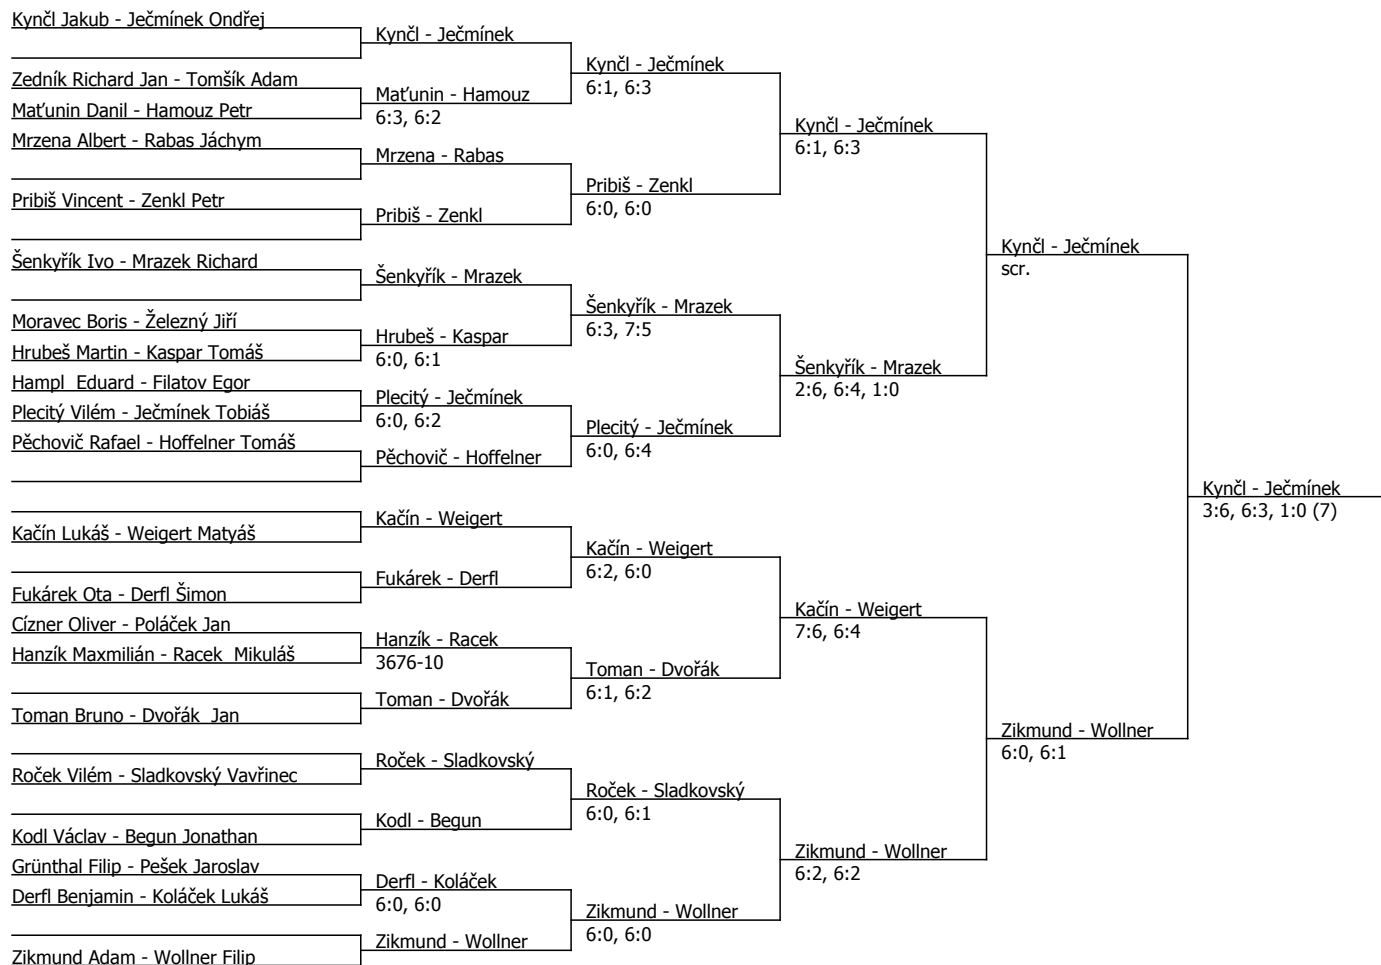 Kynčl Jakub - Ječmínek Ondřej
Zedník Richard Jan - Tomšík Adam
Maťunin Danil - Hamouz Petr
Mrzena Albert - Rabas Jáchym
Pribiš Vincent - Zenkl Petr
Šenkyřík Ivo - Mrazek Richard
Moravec Boris - Železný Jiří
Hrubeš Martin - Kaspar Tomáš
Hampl  Eduard - Filatov Egor
Plecitý Vilém - Ječmínek Tobiáš
Pěchovič Rafael - Hoffelner Tomáš
Kačín Lukáš - Weigert Matyáš
Fukárek Ota - Derfl Šimon
Cízner Oliver - Poláček Jan
Hanzík Maxmilián - Racek  Mikuláš
Toman Bruno - Dvořák  Jan
Roček Vilém - Sladkovský Vavřinec
Kodl Václav - Begun Jonathan
Grünthal Filip - Pešek Jaroslav
Derfl Benjamin - Koláček Lukáš
Zikmund Adam - Wollner Filip
Kynčl - Ječmínek
Maťunin - Hamouz
6:3, 6:2
Mrzena - Rabas
Pribiš - Zenkl
Šenkyřík - Mrazek
Hrubeš - Kaspar
6:0, 6:1
Plecitý - Ječmínek
6:0, 6:2
Pěchovič - Hoffelner
Kačín - Weigert
Fukárek - Derfl
Hanzík - Racek
3676-10
Toman - Dvořák
Roček - Sladkovský
Kodl - Begun
Derfl - Koláček
6:0, 6:0
Zikmund - Wollner
Kynčl - Ječmínek
6:1, 6:3
Pribiš - Zenkl
6:0, 6:0
Šenkyřík - Mrazek
6:3, 7:5
Plecitý - Ječmínek
6:0, 6:4
Kačín - Weigert
6:2, 6:0
Toman - Dvořák
6:1, 6:2
Roček - Sladkovský
6:0, 6:1
Zikmund - Wollner
6:0, 6:0
Kynčl - Ječmínek
6:1, 6:3
Šenkyřík - Mrazek
2:6, 6:4, 1:0
Kačín - Weigert
7:6, 6:4
Zikmund - Wollner
6:2, 6:2
Kynčl - Ječmínek
scr.
Zikmund - Wollner
6:0, 6:1
Kynčl - Ječmínek
3:6, 6:3, 1:0 (7)